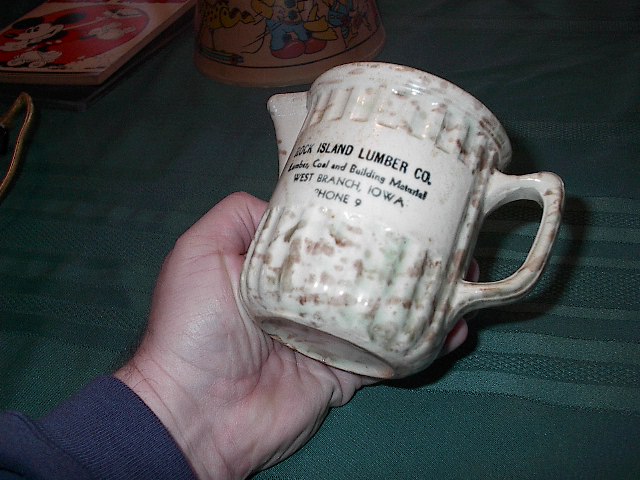 ROCK ISLAND LUMBER CO.
Lumber, Coal and Building Material
WEST BRANCH, IOWA
PHONE 9